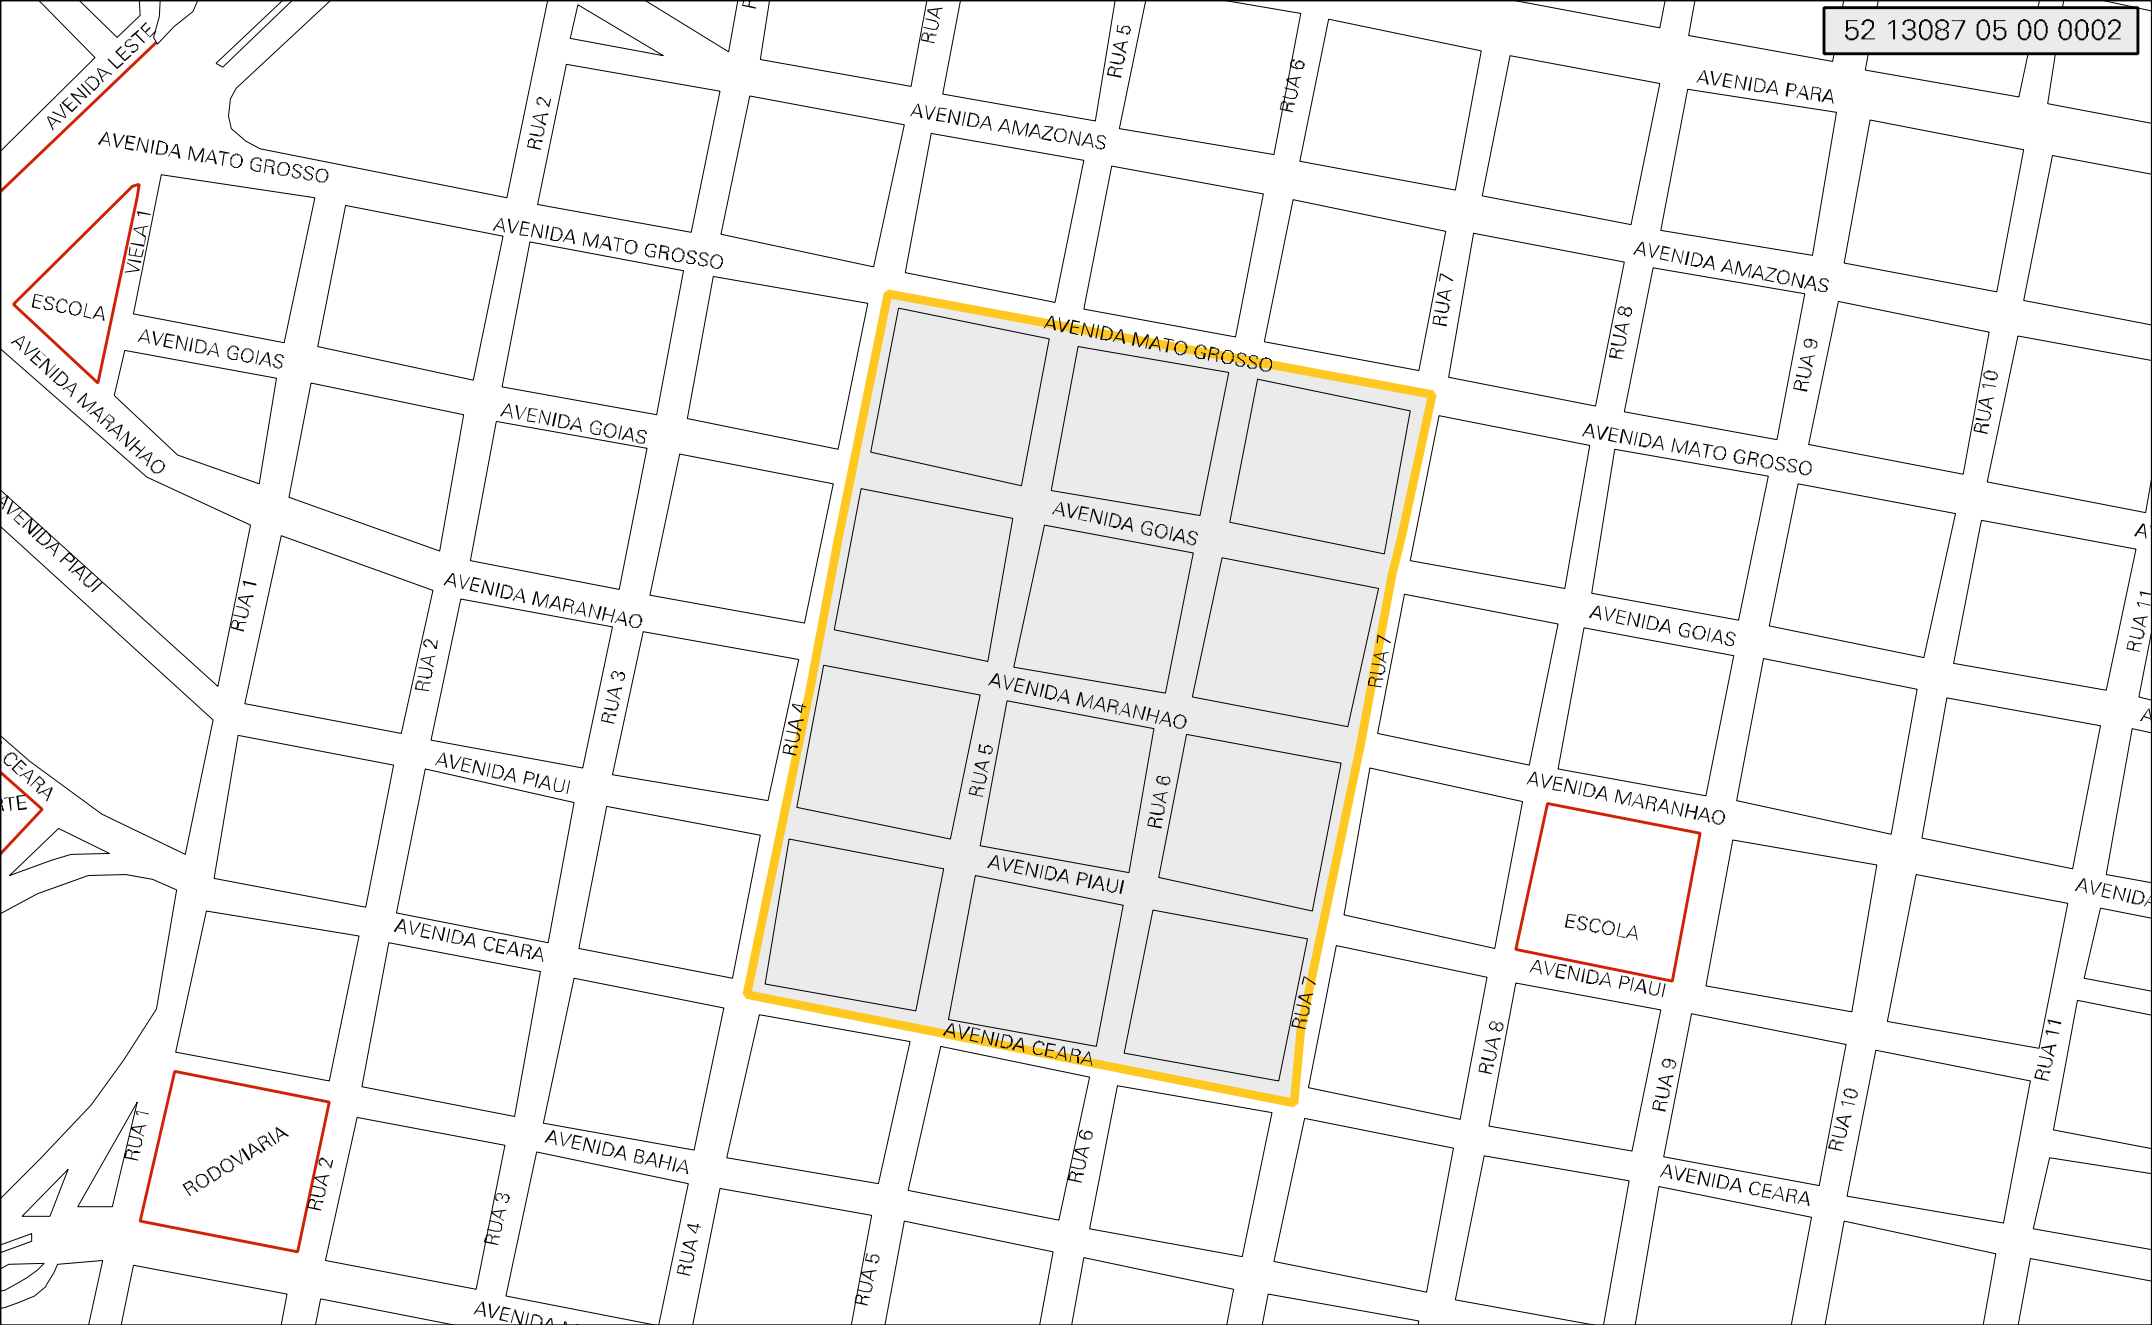 52 13087 05 00 0002
RUA
RUA 5
RUA 6
AVENIDA LESTE
AVENIDA PARA
RUA 2
AVENIDA AMAZONAS
AVENIDA MATO GROSSO
AVENIDA MATO GROSSO
VIELA 1
AVENIDA AMAZONAS
ESCOLA
RUA 7
RUA 8
RUA 9
RUA 10
AVENIDA MATO GROSSO
AVENIDA GOIAS
AVENIDA MARANHAO
AVENIDA GOIAS
AVENIDA MATO GROSSO
AVENIDA GOIAS
AVENIDA PIAUI
RUA 1
AVENIDA MARANHAO
AVENIDA GOIAS
RUA 11
RUA 2
RUA 3
RUA 4
AVENIDA MARANHAO
RUA 7
CEARA
RTE
AVENIDA PIAUI
RUA 5
RUA 6
AVENIDA MARANHAO
AVENIDA PIAUI
AVENIDA
ESCOLA
AVENIDA CEARA
AVENIDA PIAUI
RUA 7
AVENIDA CEARA
RUA 8
RUA 9
RUA 10
RUA 11
RUA 1
RODOVIARIA
RUA 2
AVENIDA BAHIA
RUA 6
AVENIDA CEARA
RUA 3
RUA 4
RUA 5
AVENIDA